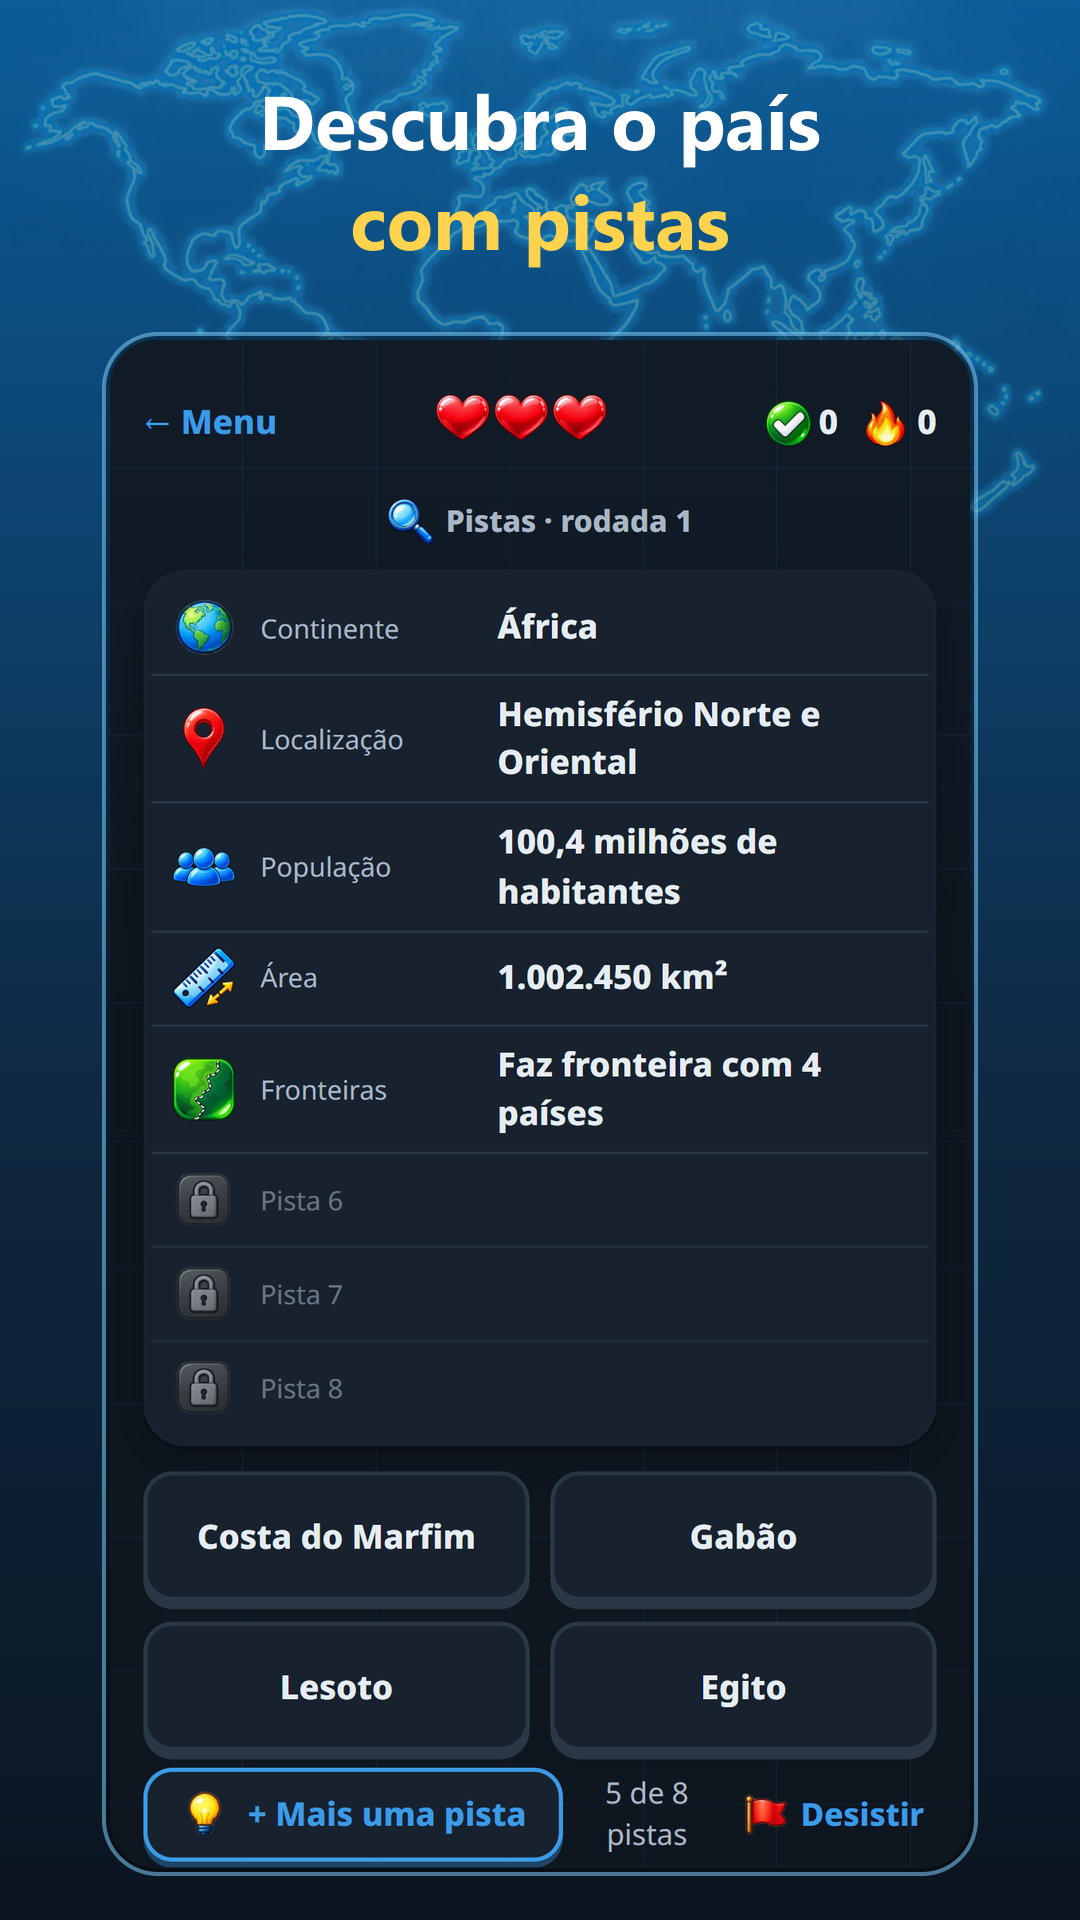 Descubra o país
com pistas
← Menu
0
0
Pistas · rodada 1
Continente
África
Localização
Hemisfério Norte e
Oriental
População
100,4 milhões de
habitantes
Área
1.002.450 km²
Fronteiras
Faz fronteira com 4
países
Pista 6
Pista 7
Pista 8
Costa do Marfim
Gabão
Lesoto
Egito
+ Mais uma pista
5 de 8
pistas
Desistir